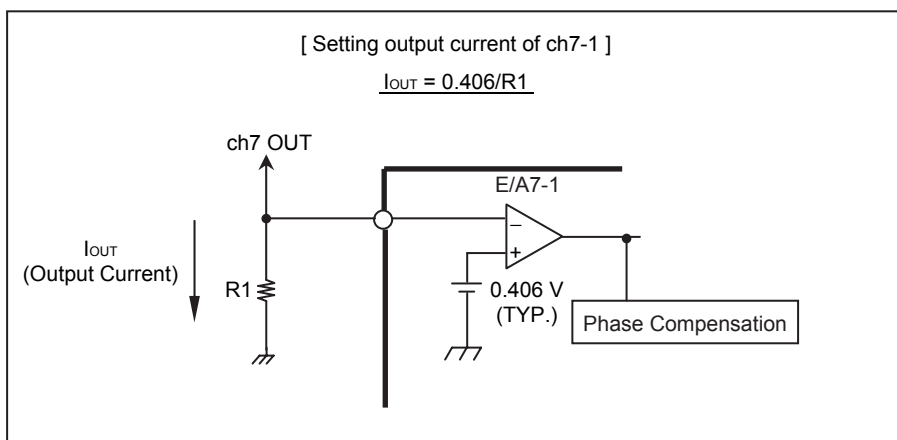 [ Setting output current of ch7-1 ]
IOUT = 0.406/R1
ch7 OUT
E/A7-1
IOUT
(Output Current)
R1
−
+
0.406 V
(TYP.)
Phase Compensation